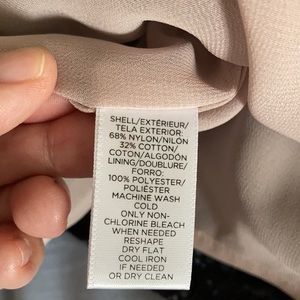 SHELL/EXTÉRIEUR/
TELA EXTERIOR:
68% NYLON/NILÓN
32% COTTON/
COTON/ALGODÓN
LINING/DOUBLURE/
FORRO:
100% POLYESTER/
POLIÉSTER
MACHINE WASH
COLD
ONLY NON-
CHLORINE BLEACH
WHEN NEEDED
RESHAPE
DRY FLAT
COOL IRON
IF NEEDED
OR DRY CLEAN